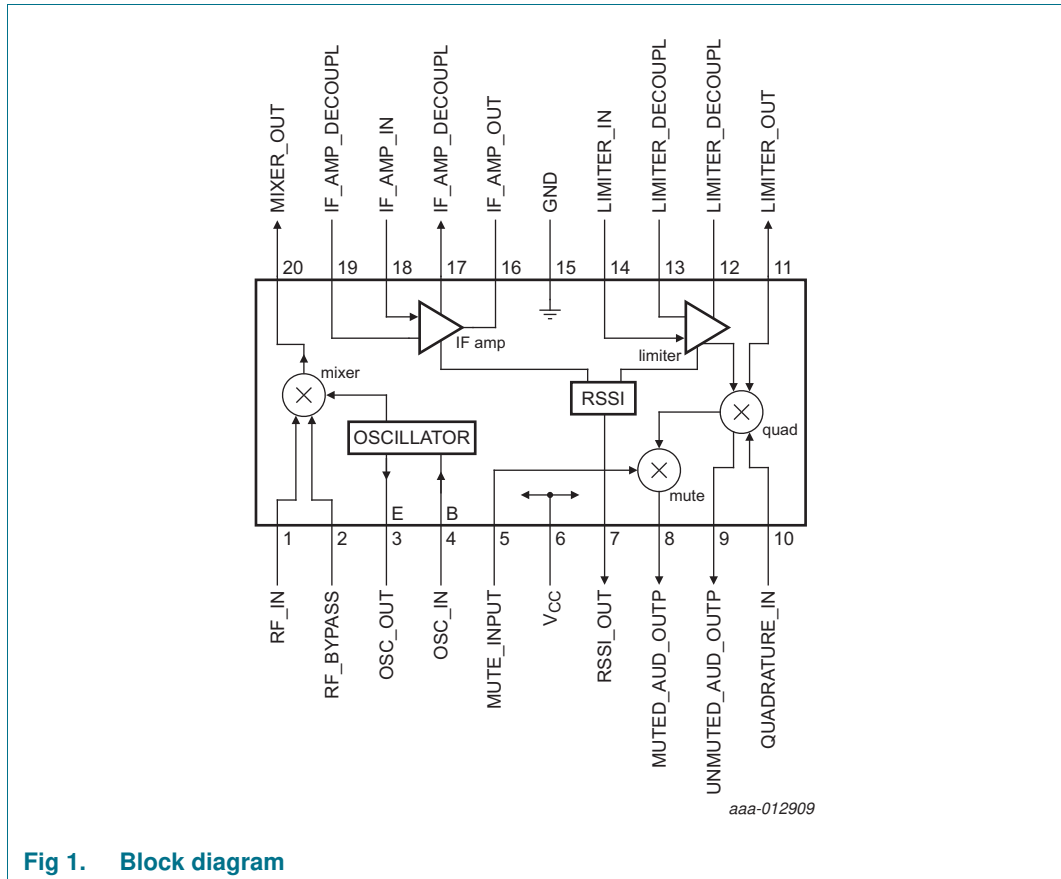 MIXER_OUT
IF_AMP_DECOUPL
IF_AMP_IN
IF_AMP_DECOUPL
IF_AMP_OUT
GND
LIMITER_IN
LIMITER_DECOUPL
LIMITER_DECOUPL
LIMITER_OUT
20 19 18 17 16 15 14 13 12 11
IF amp
limiter
mixer
RSSI
OSCILLATOR
quad
mute
E B
1 2 3 4 5 6 7 8 9 10
RF_IN
RF_BYPASS
OSC_OUT
OSC_IN
MUTE_INPUT
VCC
RSSI_OUT
MUTED_AUD_OUTP
UNMUTED_AUD_OUTP
QUADRATURE_IN
aaa-012909
Fig 1. Block diagram